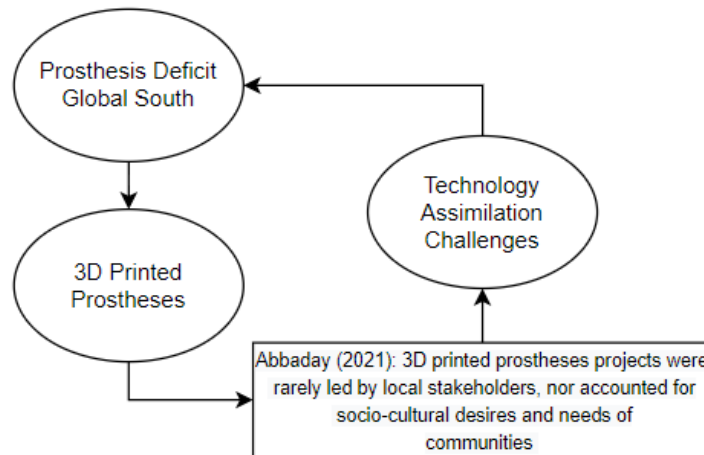 Prosthesis Deficit
Global South
3D Printed
Prostheses
Abbaday (2021): 3D printed prostheses projects were
rarely led by local stakeholders, nor accounted for
socio-cultural desires and needs of
communities
Technology
Assimilation
Challenges